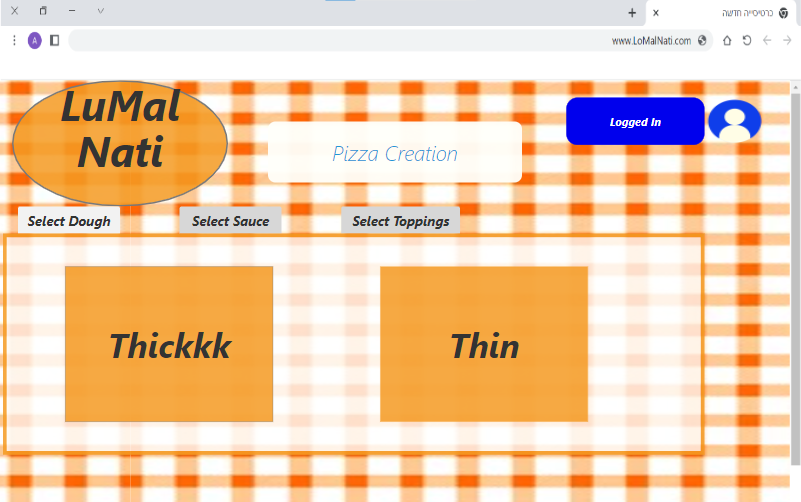 כרטיסייה חדשה
www.LoMalNati.com
A
LuMal
Nati
Pizza Creation
Logged In
Select Dough
Select Sauce
Select Toppings
Thickkk
Thin